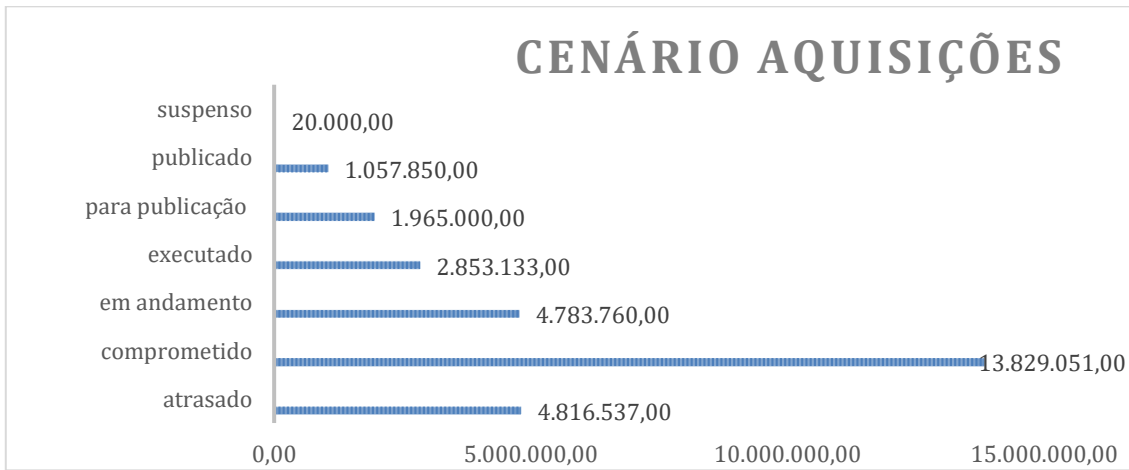 CENÁRIO AQUISIÇÕES
suspenso 20.000,00
publicado 1.057.850,00
para publicação 1.965.000,00
executado 2.853.133,00
em andamento 4.783.760,00
comprometido 13.829.051,00
atrasado 4.816.537,00
0,00 5.000.000,00 10.000.000,00 15.000.000,00